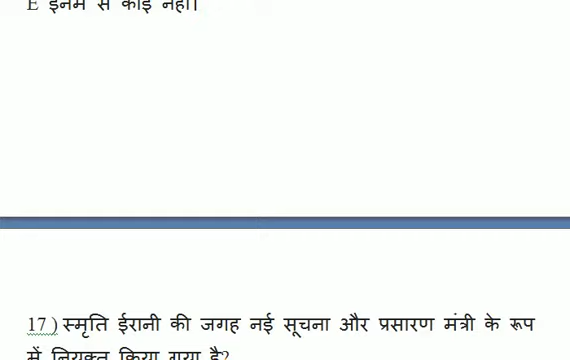 E इनमें से कोई नहीं।
17 ) स्मृति ईरानी की जगह नई सूचना और प्रसारण मंत्री के रूप
में नियुक्त किया गया है?